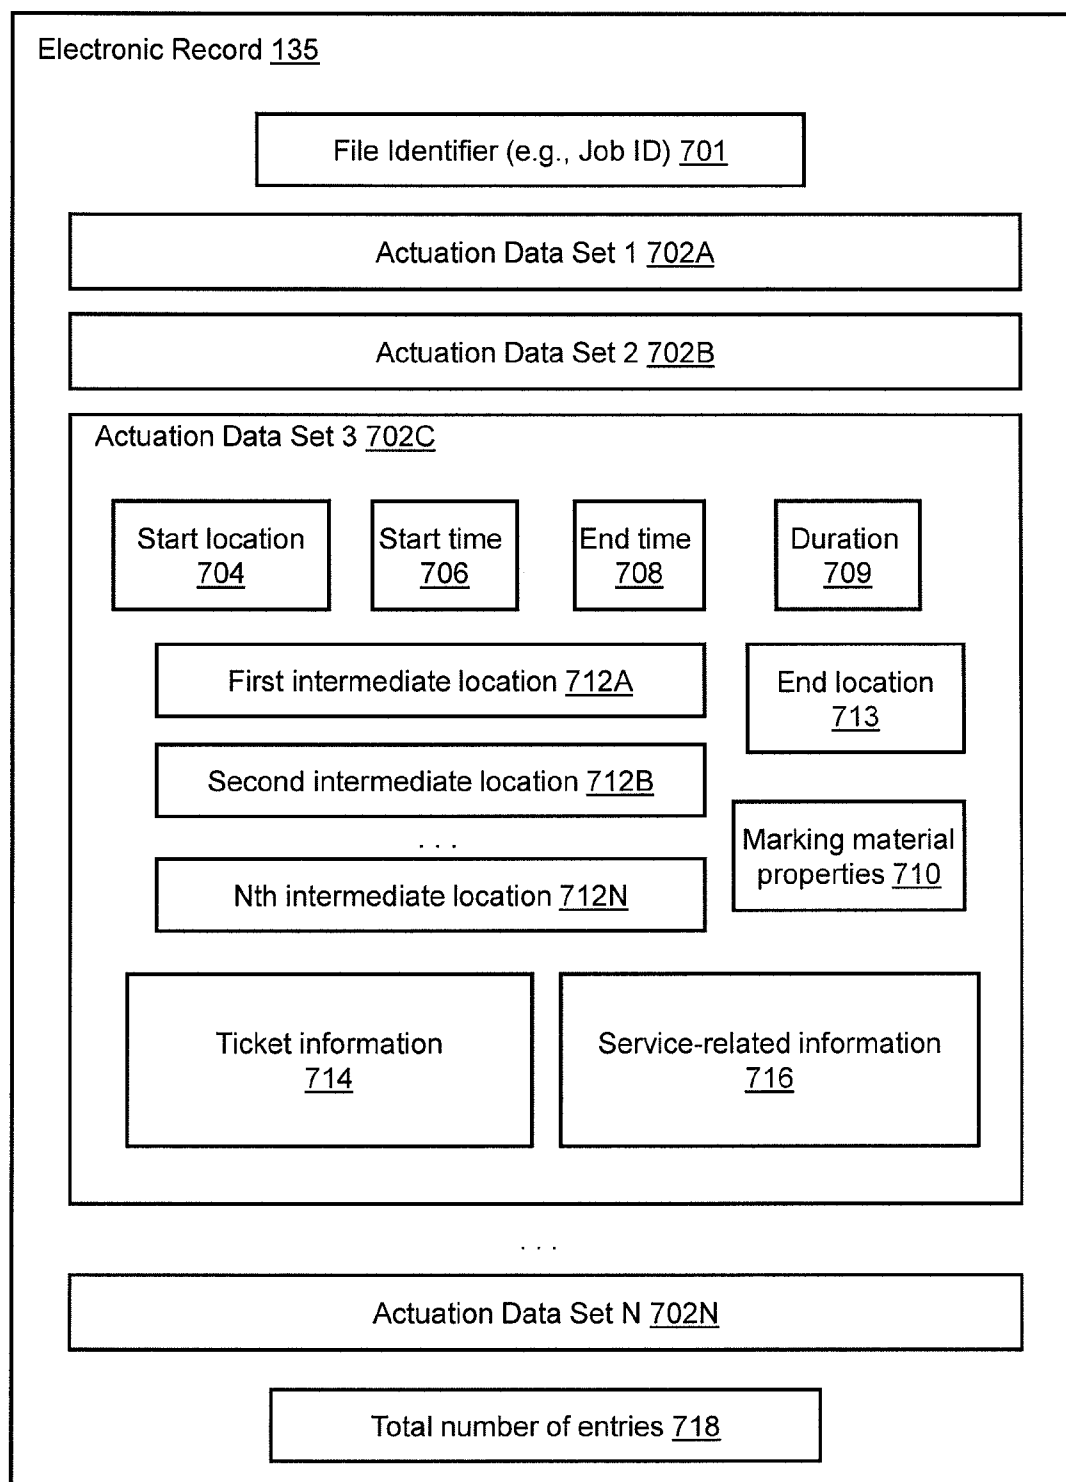 Electronic Record 135
File Identifier (e.g., Job ID) 701
Actuation Data Set 1 702A
Actuation Data Set 2 702B
Actuation Data Set 3 702C
Start location
704
Start time
706
End time
708
Duration
709
First intermediate location 712A
End location
713
Second intermediate location 712B
. . .
Marking material
properties 710
Nth intermediate location 712N
Ticket information
714
Service-related information
716
. . .
Actuation Data Set N 702N
Total number of entries 718